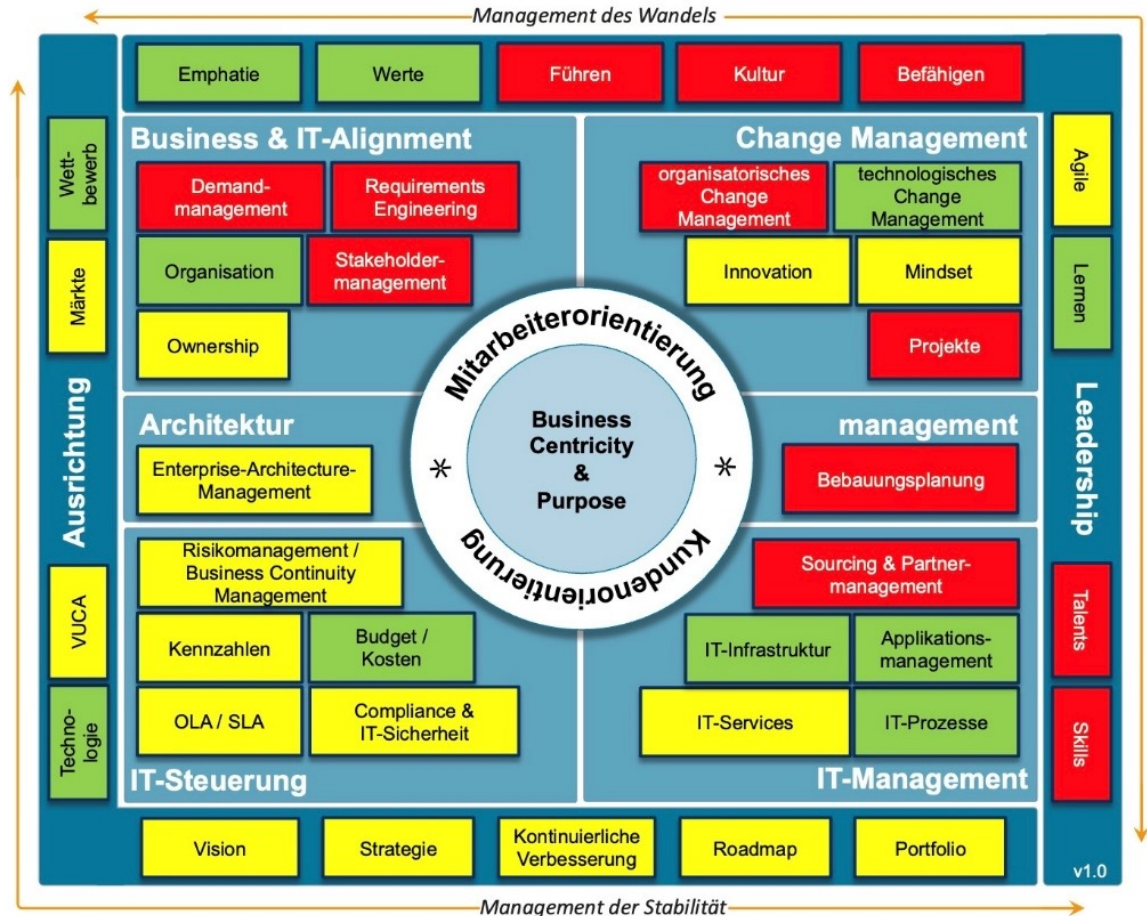 Management des Wandels
Emphatie
Werte
Führen
Kultur
Befähigen
Business & IT-Alignment
Change Management
Wett-
bewerb
Märkte
Ausrichtung
VUCA
Techno-
logie
Demand-
management
Requirements
Engineering
Organisation
Stakeholder-
management
Ownership
organisatorisches
Change
Management
technologisches
Change
Management
Innovation
Mindset
Projekte
Agile
Lernen
Leadership
Talents
Skills
Mitarbeiterorientierung
Business
Centricity
&
Purpose
* *
Kundenorientierung
Architektur
management
Enterprise-Architecture-
Management
Bebauungsplanung
Risikomanagement /
Business Continuity
Management
Kennzahlen
Budget /
Kosten
OLA / SLA
Compliance &
IT-Sicherheit
IT-Steuerung
Sourcing & Partner-
management
IT-Infrastruktur
Applikations-
management
IT-Services
IT-Prozesse
IT-Management
Vision
Strategie
Kontinuierliche
Verbesserung
Roadmap
Portfolio
v1.0
Management der Stabilität